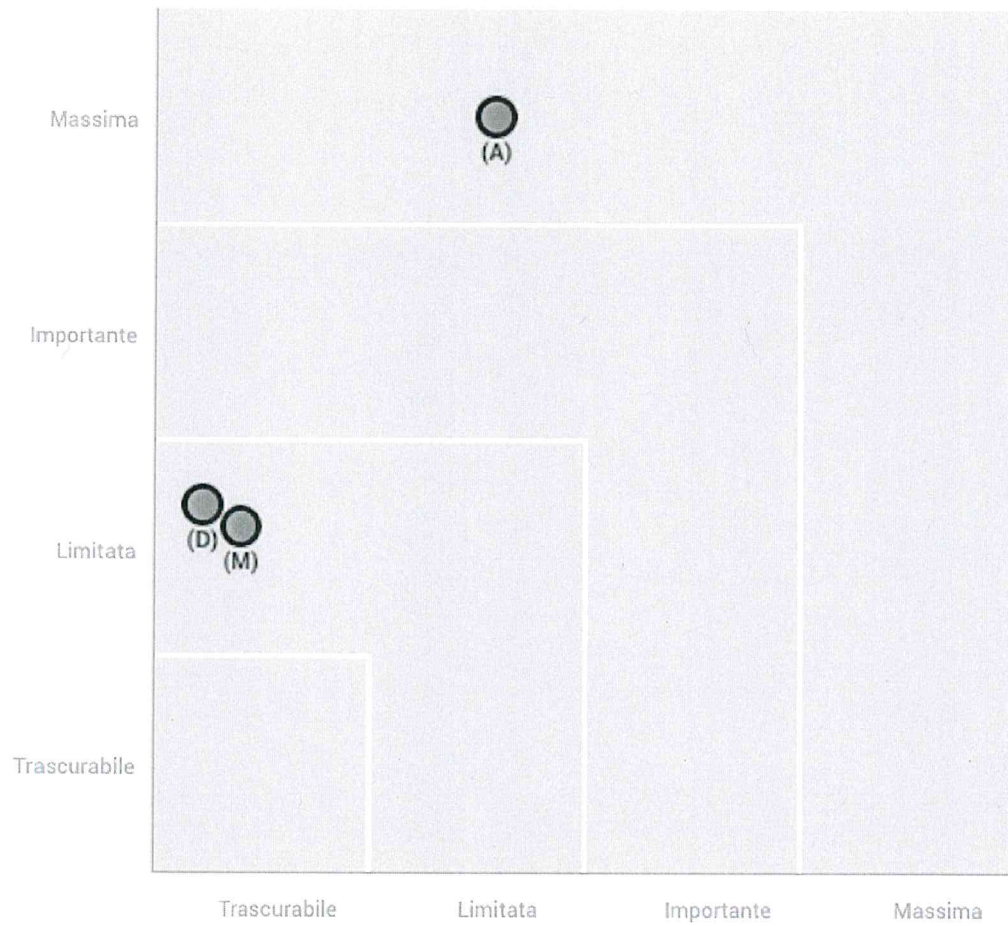 Massima
(A)
Importante
(D)
(M)
Limitata
Trascurabile
Trascurabile Limitata Importante Massima